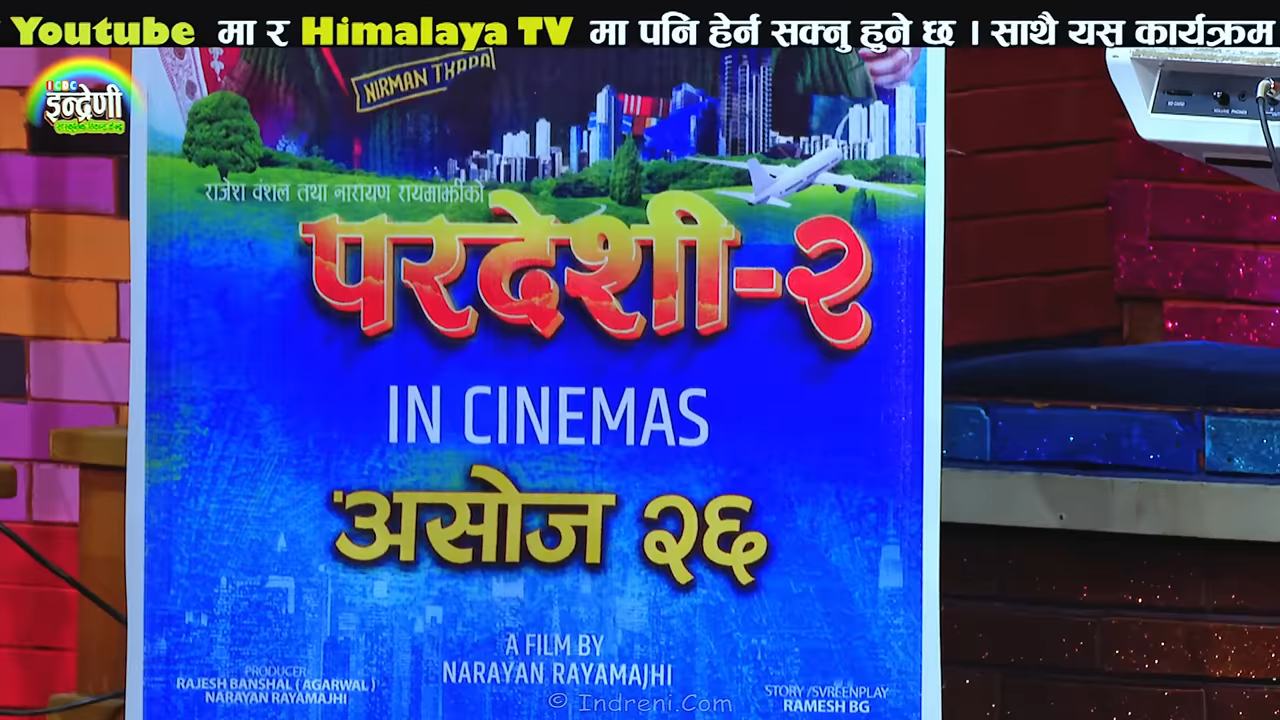 Youtube मा र Himalaya TV मा पनि हेर्न सक्नु हुने छ । साथै यस कार्यक्रम
ICDC
इन्द्रेणी
NIRMAN THAPA
राजेश वंशल तथा नारायण रायमाझीको
परदेशी-२
IN CINEMAS
असोज २६
A FILM BY
NARAYAN RAYAMAJHI
PRODUCER
RAJESH BANSHAL ( AGARWAL )
NARAYAN RAYAMAJHI
STORY /SVREENPLAY
RAMESH BG
© Indreni.Com